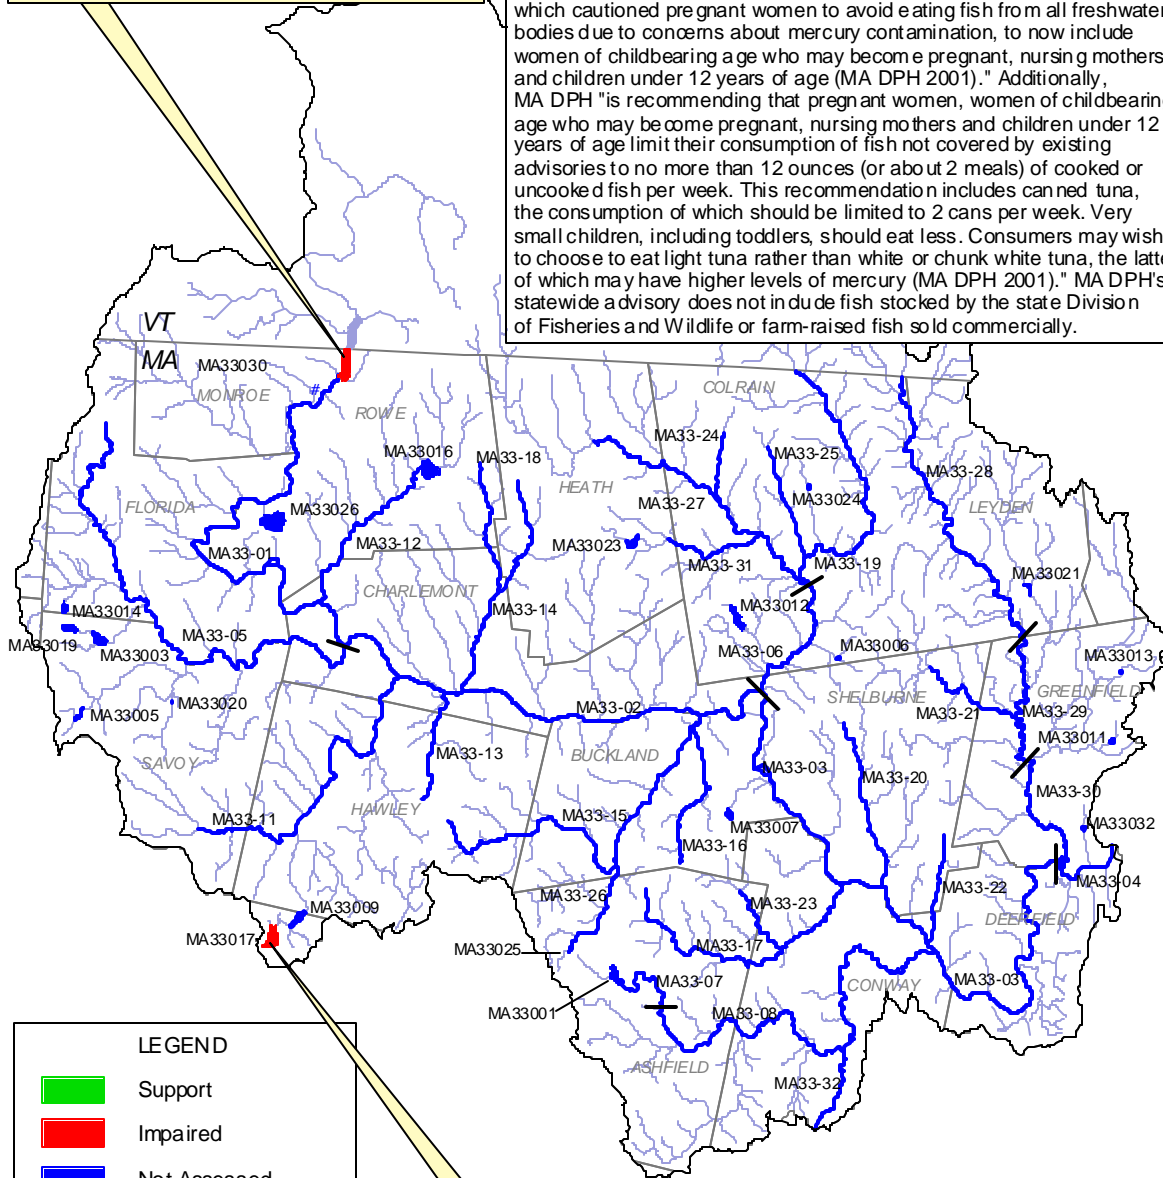 which cautioned pregnant women to avoid eating fish from all freshwater
bodies due to concerns about mercury contamination, to now include
women of childbearing age who may become pregnant, nursing mothers
and children under 12 years of age (MA DPH 2001)." Additionally,
MA DPH "is recommending that pregnant women, women of childbearing
age who may become pregnant, nursing mothers and children under 12
years of age limit their consumption of fish not covered by existing
advisories to no more than 12 ounces (or about 2 meals) of cooked or
uncooked fish per week. This recommendation includes canned tuna,
the consumption of which should be limited to 2 cans per week. Very
small children, including toddlers, should eat less. Consumers may wish
to choose to eat light tuna rather than white or chunk white tuna, the latte
of which may have higher levels of mercury (MA DPH 2001)." MA DPH's
statewide advisory does not include fish stocked by the state Division
of Fisheries and Wildlife or farm-raised fish sold commercially.
VT
MA
MA33030
MONROE
#
ROWE
COLRAIN
MA33016
MA33-18
MA33-24
MA33-25
MA33-28
HEATH
MA33024
LEYDEN
FLORIDA
MA33026
MA33-27
MA33-01
MA33-12
MA33023
MA33-31
MA33-19
MA33021
CHARLEMONT
MA33014
MA33-14
MA33012
MA33-05
MA33019
MA33003
MA33-06
MA33006
MA33013
MA33020
MA33005
MA33-02
SHELBURNE
GREENFIELD
MA33-21
MA33-29
MA33011
SAVOY
MA33-13
BUCKLAND
MA33-03
MA33-20
MA33-30
HAWLEY
MA33-11
MA33-15
MA33007
MA33032
MA33-16
MA33-26
MA33-22
MA33-04
MA33009
MA33-23
DEERFIELD
MA33017
MA33025
MA33-17
MA33-07
MA33-03
CONWAY
MA33001
MA33-08
ASHFIELD
MA33-32
LEGEND
Support
Impaired
Not Assessed